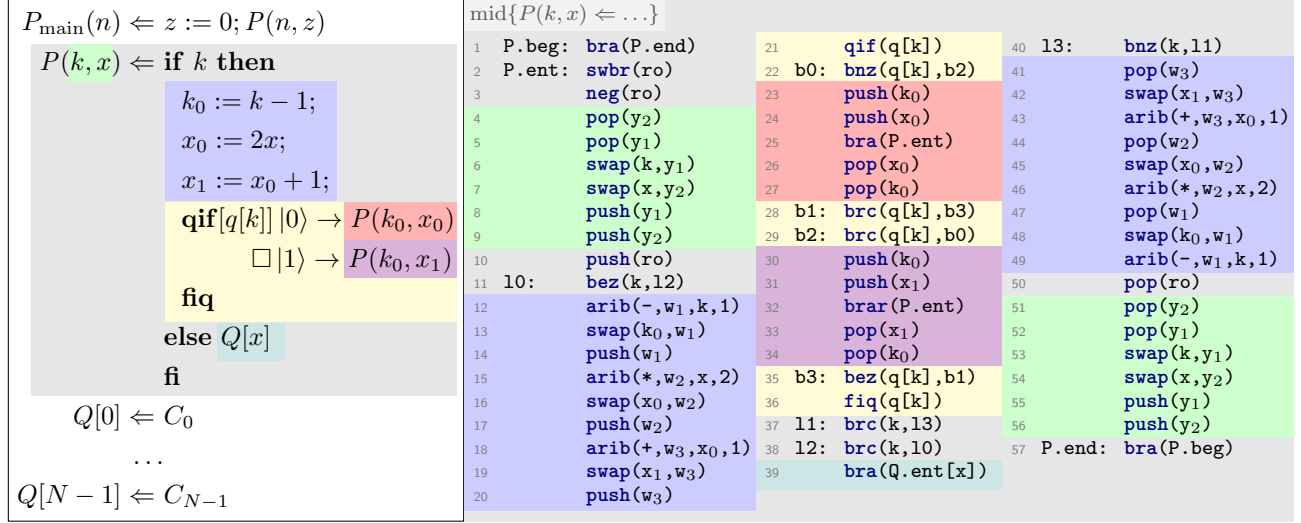 P_main(n) ⇐ z := 0; P(n, z)
P(k, x) ⇐ if k then
k₀ := k − 1;
x₀ := 2x;
x₁ := x₀ + 1;
qif[q[k]] |0⟩ → P(k₀, x₀)
□ |1⟩ → P(k₀, x₁)
fiq
else Q[x]
fi
Q[0] ⇐ C₀
...
Q[N − 1] ⇐ C_{N−1}
mid{P(k, x) ⇐ ...}
1 P.beg: bra(P.end)
2 P.ent: swbr(ro)
3 neg(ro)
4 pop(y₂)
5 pop(y₁)
6 swap(k,y₁)
7 swap(x,y₂)
8 push(y₁)
9 push(y₂)
10 push(ro)
11 l0: bez(k,l2)
12 arib(-,w₁,k,1)
13 swap(k₀,w₁)
14 push(w₁)
15 arib(*,w₂,x,2)
16 swap(x₀,w₂)
17 push(w₂)
18 arib(+,w₃,x₀,1)
19 swap(x₁,w₃)
20 push(w₃)
21 qif(q[k])
22 b0: bnz(q[k],b2)
23 push(k₀)
24 push(x₀)
25 bra(P.ent)
26 pop(x₀)
27 pop(k₀)
28 b1: brc(q[k],b3)
29 b2: brc(q[k],b0)
30 push(k₀)
31 push(x₁)
32 brar(P.ent)
33 pop(x₁)
34 pop(k₀)
35 b3: bez(q[k],b1)
36 fiq(q[k])
37 l1: brc(k,l3)
38 l2: brc(k,l0)
39 bra(Q.ent[x])
40 l3: bnz(k,l1)
41 pop(w₃)
42 swap(x₁,w₃)
43 arib(+,w₃,x₀,1)
44 pop(w₂)
45 swap(x₀,w₂)
46 arib(*,w₂,x,2)
47 pop(w₁)
48 swap(k₀,w₁)
49 arib(-,w₁,k,1)
50 pop(ro)
51 pop(y₂)
52 pop(y₁)
53 swap(k,y₁)
54 swap(x,y₂)
55 push(y₁)
56 push(y₂)
57 P.end: bra(P.beg)